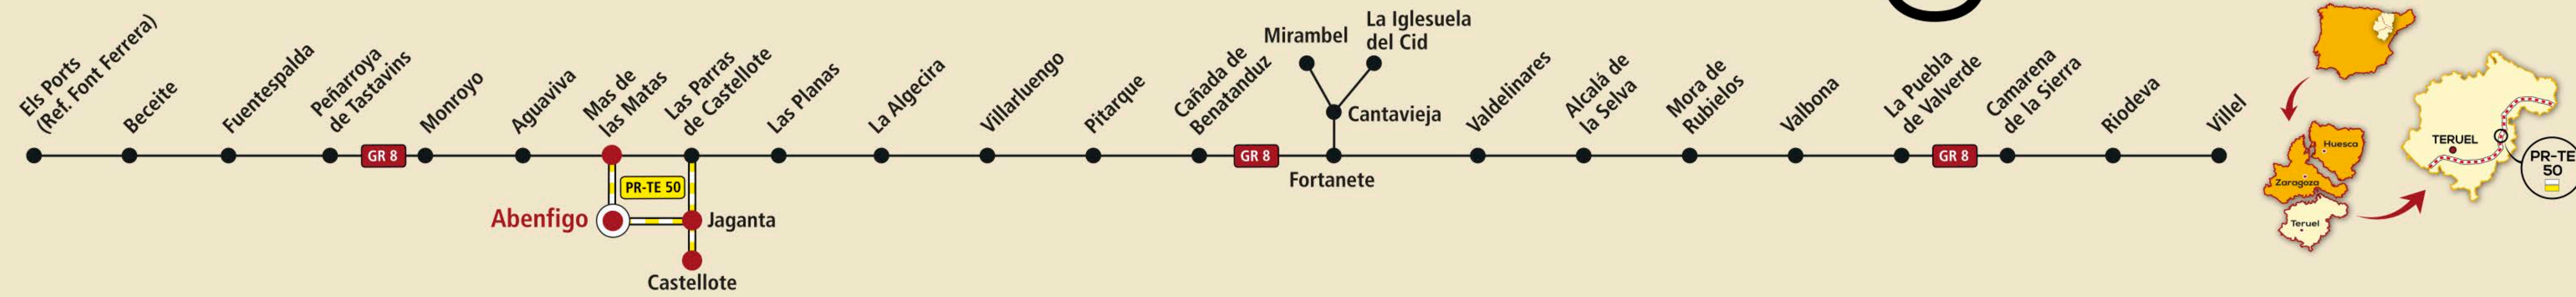 Els Ports
(Ref. Font Ferrera)
Beceite
Fuentespalda
Peñarroya
de Tastavins
GR 8
Monroyo
Aguaviva
Mas de
las Matas
Las Parras
de Castellote
PR-TE 50
Abenfigo
Jaganta
Castellote
Las Planas
La Algecira
Villarluengo
Pitarque
Cañada de
Benatanduz
GR 8
Mirambel
La Iglesuela
del Cid
Cantavieja
Fortanete
Valdelinares
Alcalá de
la Selva
Mora de
Rubielos
Valbona
La Puebla
de Valverde
GR 8
Camarena
de la Sierra
Riodeva
Villel
Huesca
Zaragoza
Teruel
TERUEL
PR-TE
50